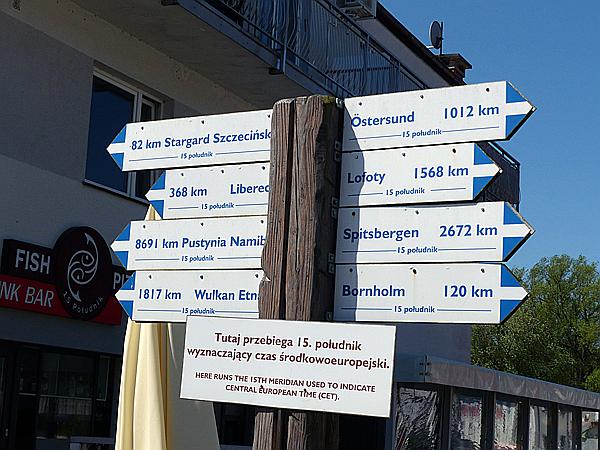 82 km Stargard Szczecińsk
15 południk
368 km Liberec
15 południk
8691 km Pustynia Namib
15 południk
1817 km Wulkan Etna
15 południk
Östersund 1012 km
15 południk
Lofoty 1568 km
15 południk
Spitsbergen 2672 km
15 południk
Bornholm 120 km
15 południk
Tutaj przebiega 15. południk
wyznaczający czas środkowoeuropejski.
HERE RUNS THE 15TH MERIDIAN USED TO INDICATE
CENTRAL EUROPEAN TIME (CET).
FISH
NK BAR
15 południk
PIZ